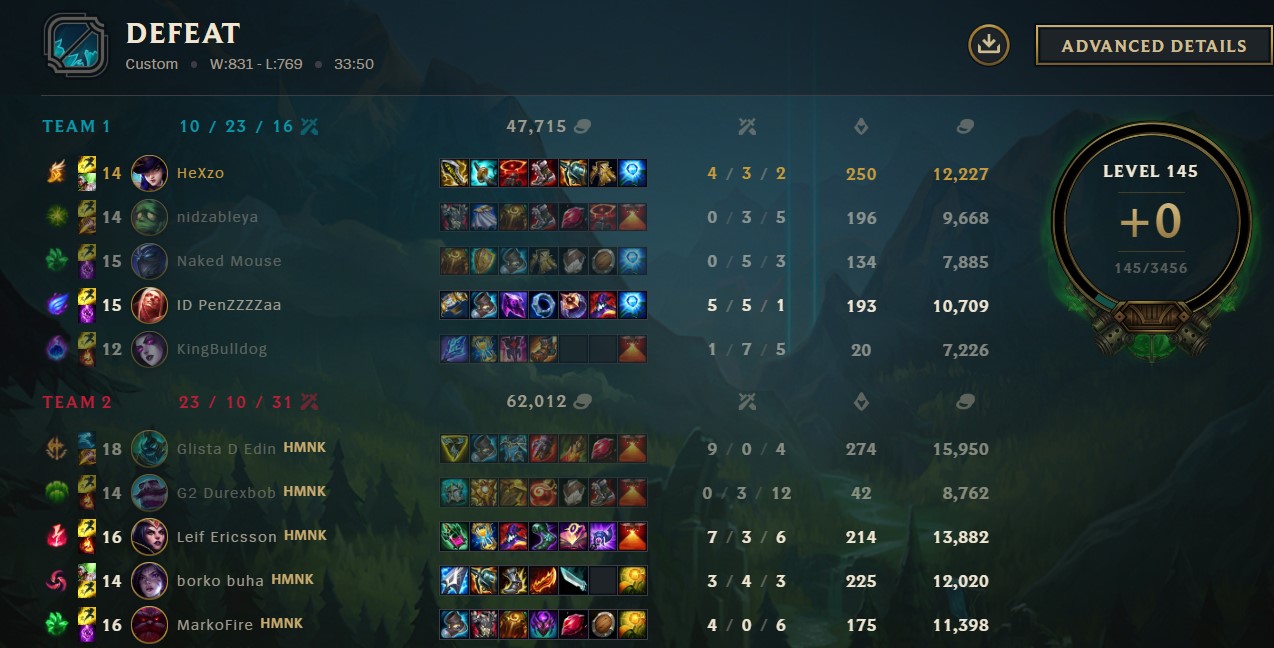 DEFEAT
Custom • W:831 - L:769 • 33:50
ADVANCED DETAILS
TEAM 1 10 / 23 / 16 47,715
14 HeXzo 4 / 3 / 2 250 12,227
14 nidzableya 0 / 3 / 5 196 9,668
15 Naked Mouse 0 / 5 / 3 134 7,885
15 ID PenZZZZaa 5 / 5 / 1 193 10,709
12 KingBulldog 1 / 7 / 5 20 7,226
LEVEL 145
+0
145/3456
TEAM 2 23 / 10 / 31 62,012
18 Glista D Edin HMNK 9 / 0 / 4 274 15,950
14 G2 Durexbob HMNK 0 / 3 / 12 42 8,762
16 Leif Ericsson HMNK 7 / 3 / 6 214 13,882
14 borko buha HMNK 3 / 4 / 3 225 12,020
16 MarkoFire HMNK 4 / 0 / 6 175 11,398